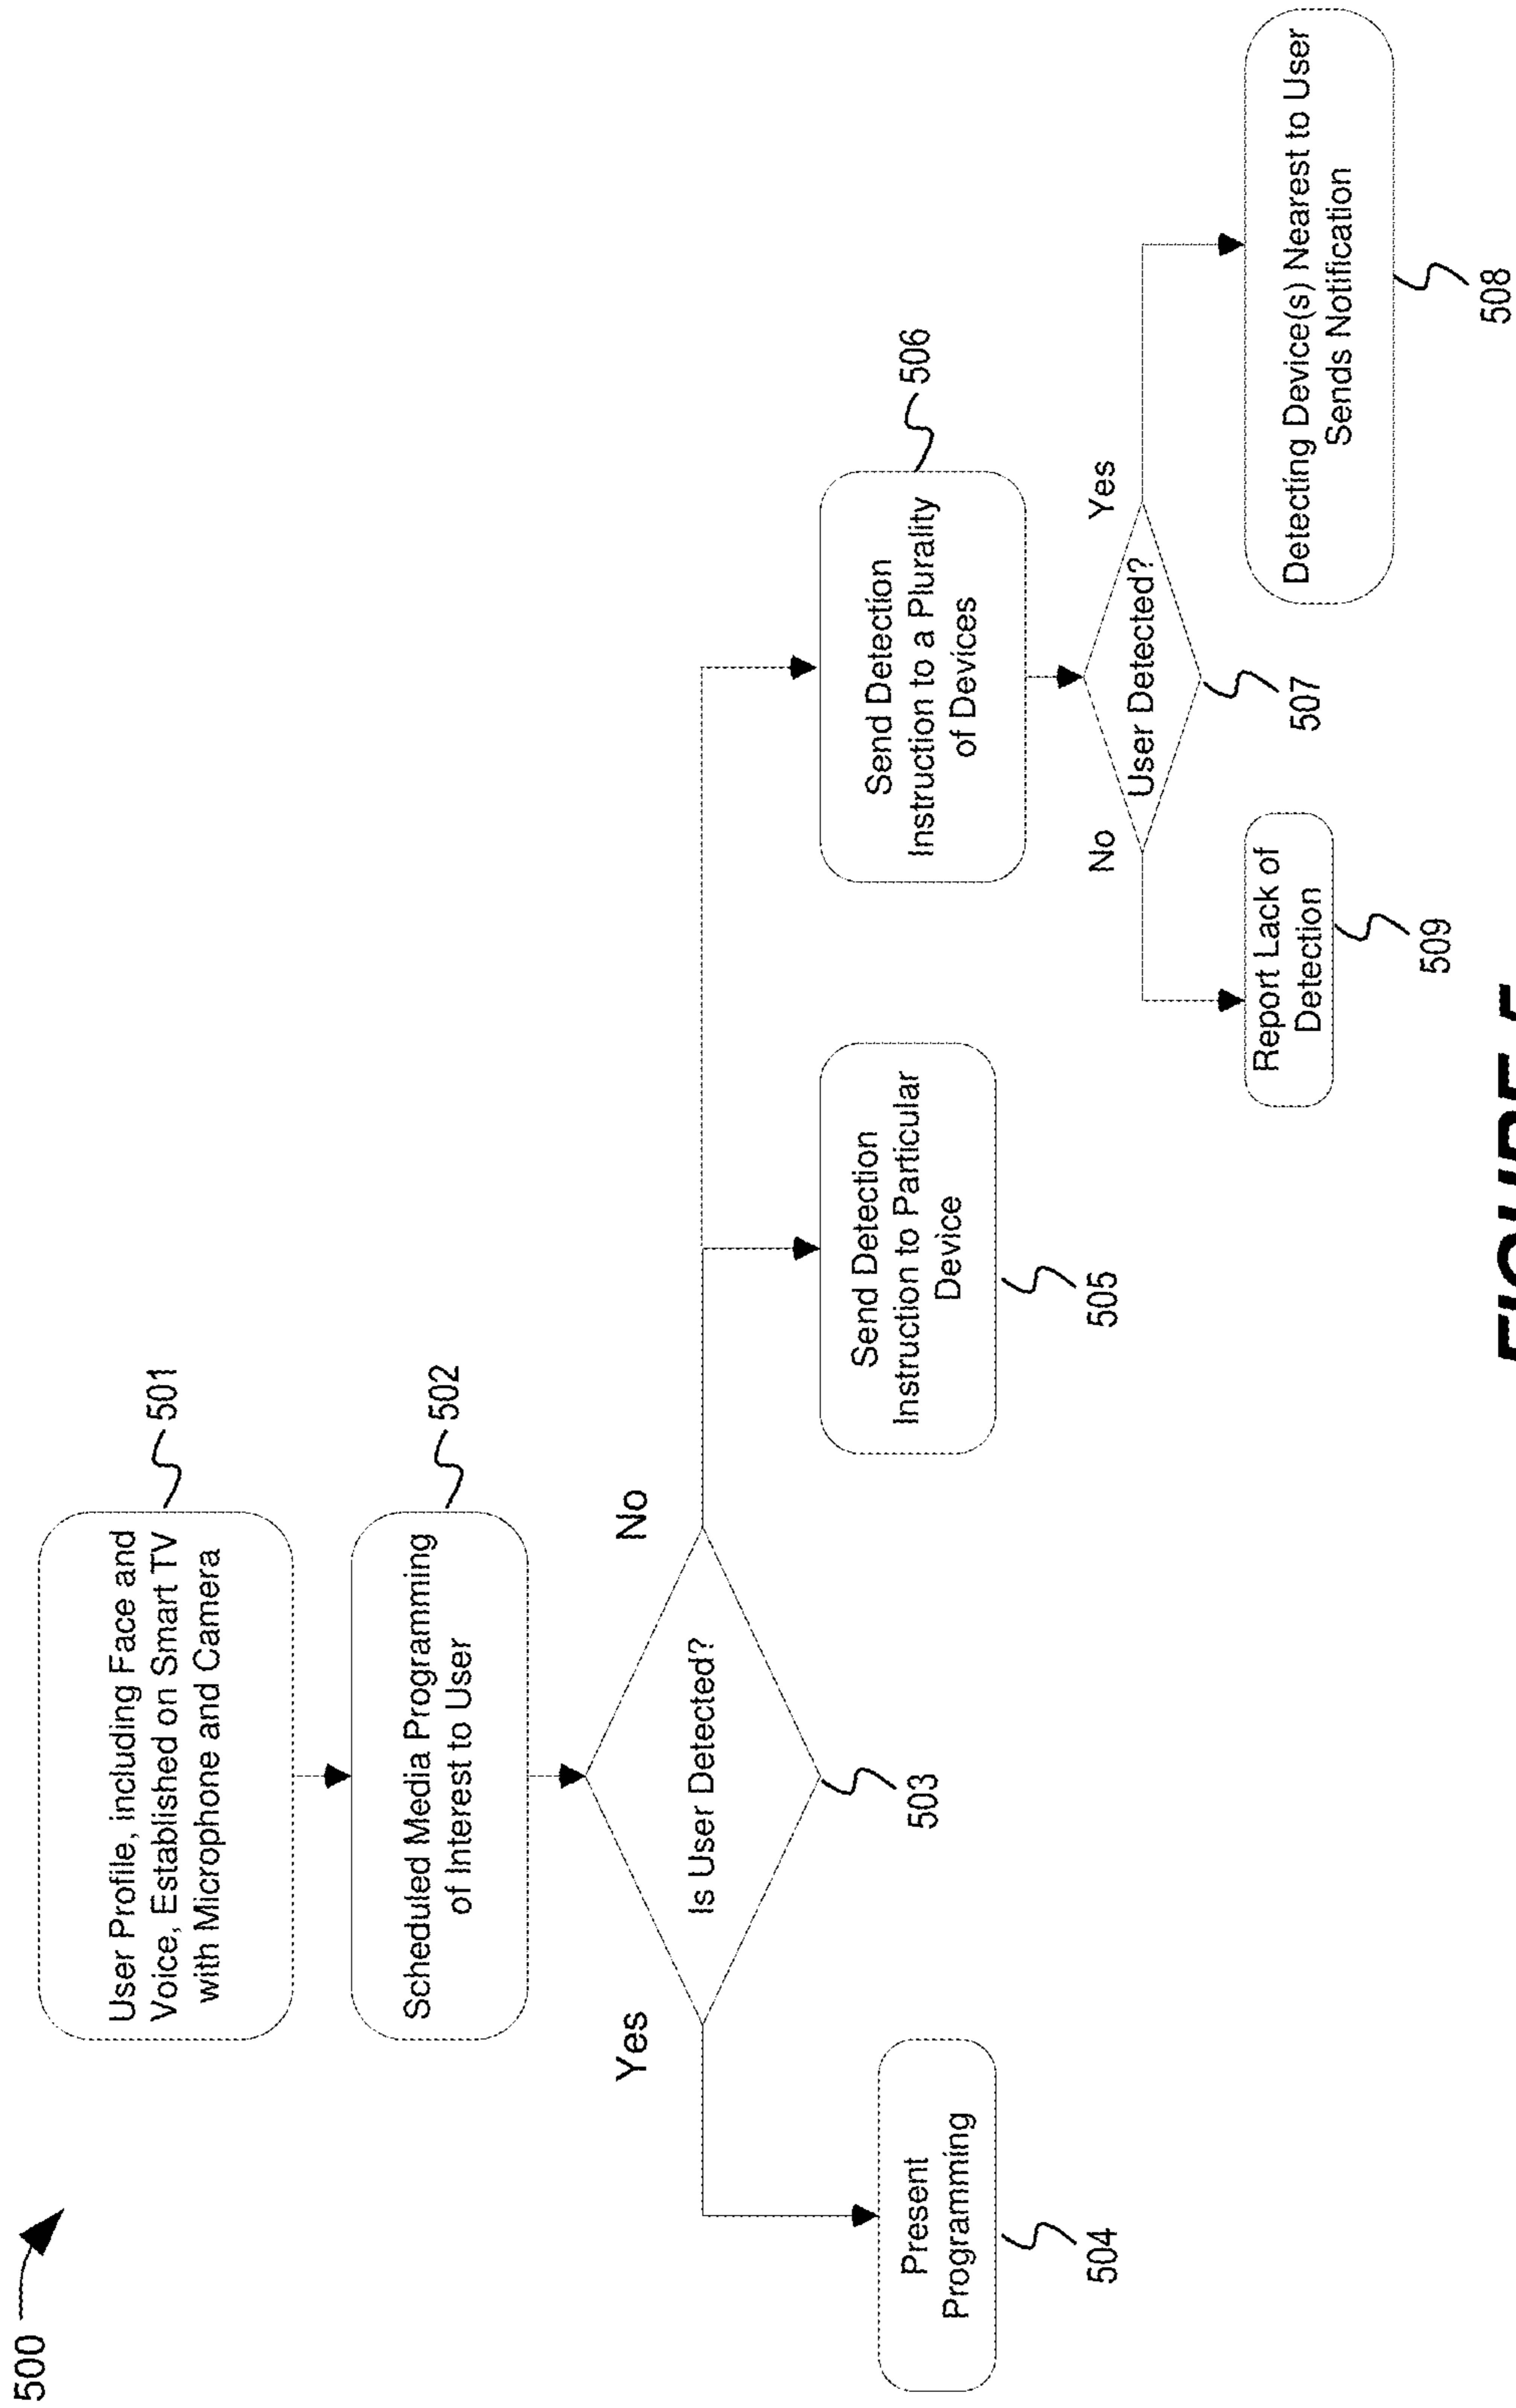 500
User Profile, including Face and
Voice, Established on Smart TV
with Microphone and Camera
501
Scheduled Media Programming
of Interest to User
502
Is User Detected?
503
Yes
No
Present
Programming
504
Send Detection
Instruction to Particular
Device
505
Send Detection
Instruction to a Plurality
of Devices
506
User Detected?
507
No
Yes
Report Lack of
Detection
509
Detecting Device(s) Nearest to User
Sends Notification
508
FIGURE 5